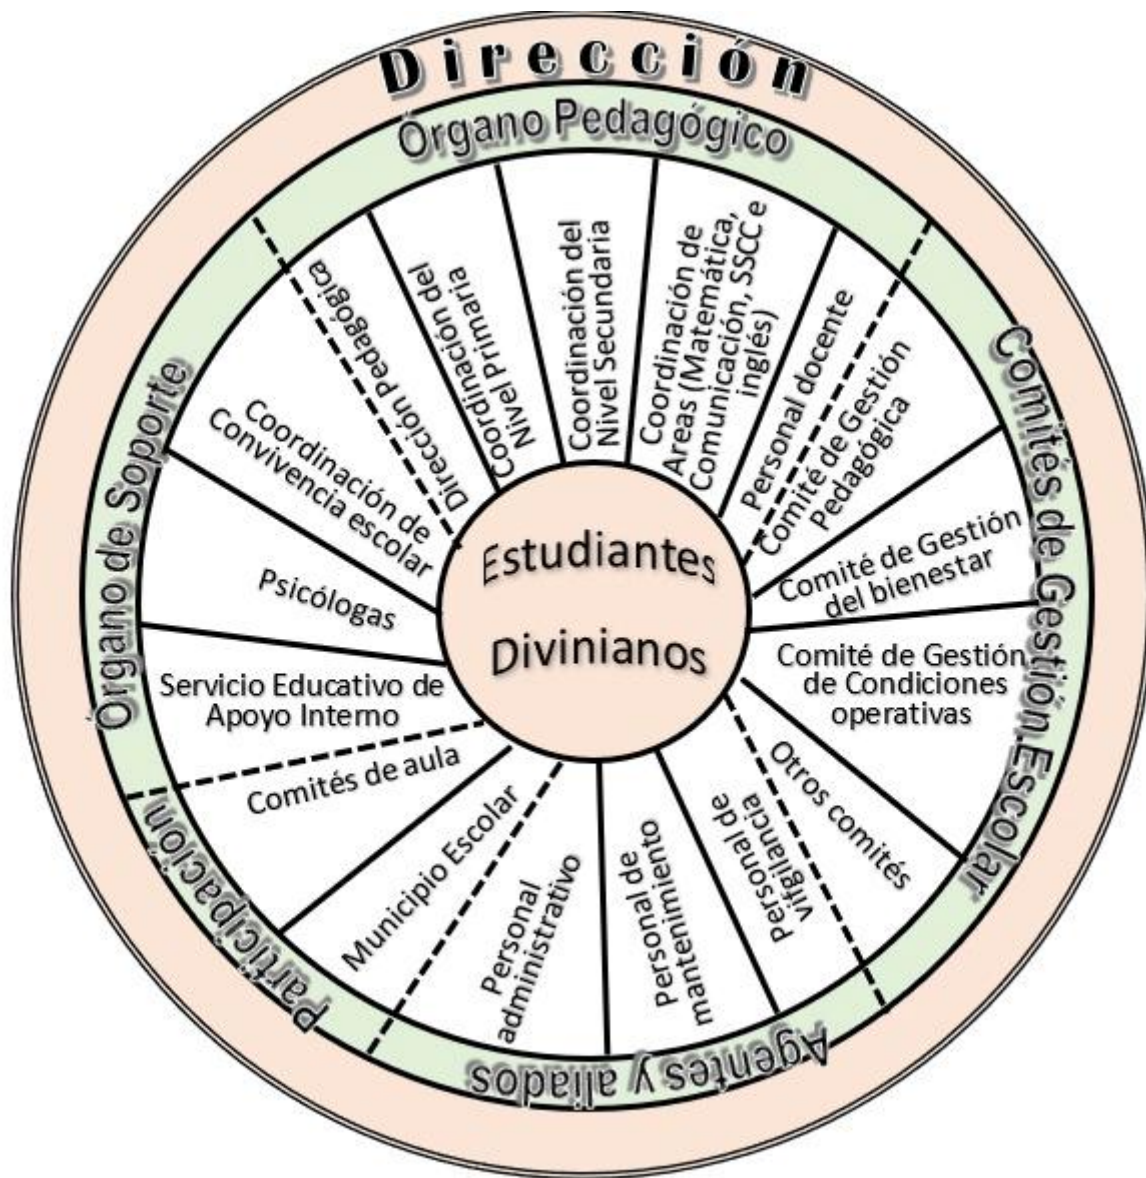 Dirección
Órgano Pedagógico
Dirección Pedagógica
Coordinación del
Nivel Primaria
Coordinación del
Nivel Secundaria
Coordinación de
Areas (Matemática,
Comunicación, SSCC e
inglés)
Personal docente
Comités de Gestión Escolar
Comité de Gestión
Pedagógica
Comité de Gestión
del bienestar
Comité de Gestión
de Condiciones
operativas
Otros comités
Agentes y aliados
Personal de
vifgilancia
Personal de
mantenimiento
Personal
administrativo
Participación
Municipio Escolar
Comités de aula
Órgano de Soporte
Servicio Educativo de
Apoyo Interno
Psicólogas
Coordinación de
Convivencia escolar
Estudiantes
Divinianos